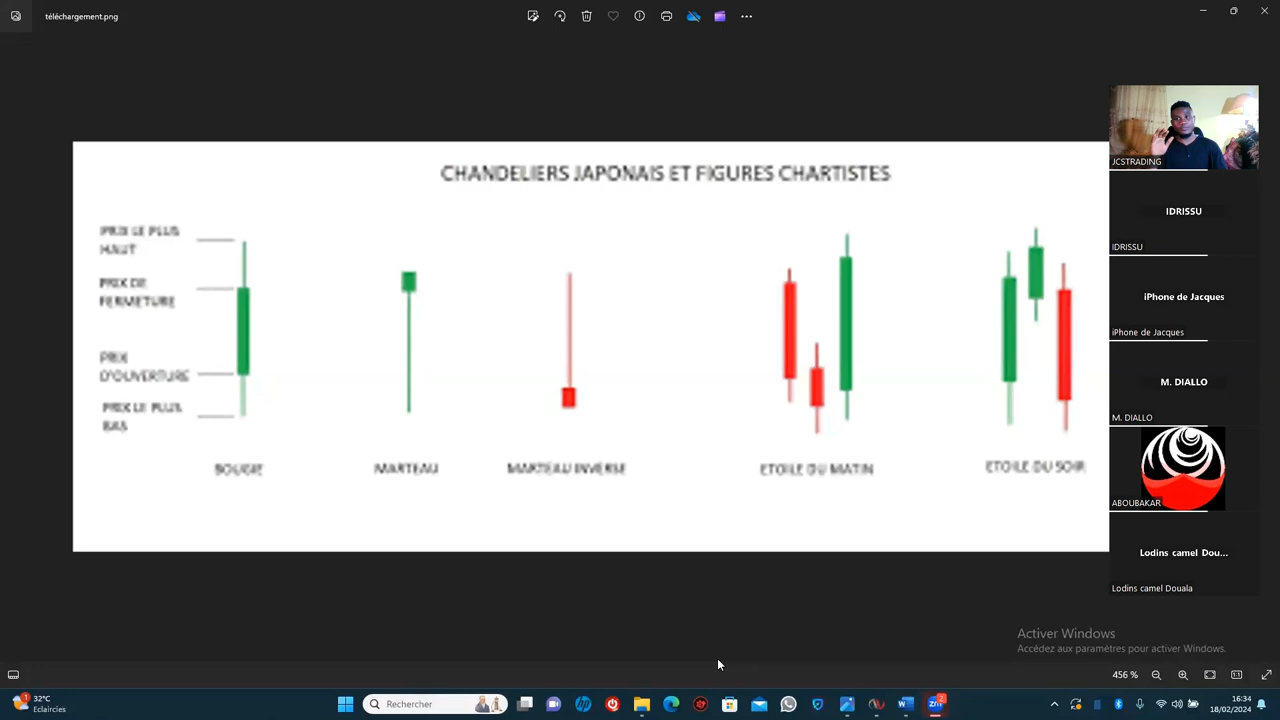 téléchargement.png
CHANDELIERS JAPONAIS ET FIGURES CHARTISTES
PRIX LE PLUS
HAUT
PRIX DE
FERMETURE
PRIX
D'OUVERTURE
PRIX LE PLUS
BAS
BOUGIE
MARTEAU
MARTEAU INVERSE
ETOILE DU MATIN
ETOILE DU SOIR
JCSTRADING
IDRISSU
IDRISSU
iPhone de Jacques
iPhone de Jacques
M. DIALLO
M. DIALLO
ABOUBAKAR
Lodins camel Dou...
Lodins camel Douala
Activer Windows
Accédez aux paramètres pour activer Windows.
456 %
1
32°C
Eclaircies
Rechercher
16:34
18/02/2024